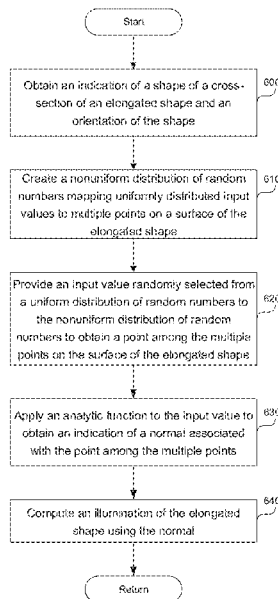 Start
600
Obtain an indication of a shape of a cross-
section of an elongated shape and an
orientation of the shape
610
Create a nonuniform distribution of random
numbers mapping uniformly distributed input
values to multiple points on a surface of the
elongated shape
620
Provide an input value randomly selected from
a uniform distribution of random numbers to
the nonuniform distribution of random
numbers to obtain a point among the multiple
points on the surface of the elongated shape
630
Apply an analytic function to the input value to
obtain an indication of a normal associated
with the point among the multiple points
640
Compute an illumination of the elongated
shape using the normal
Return